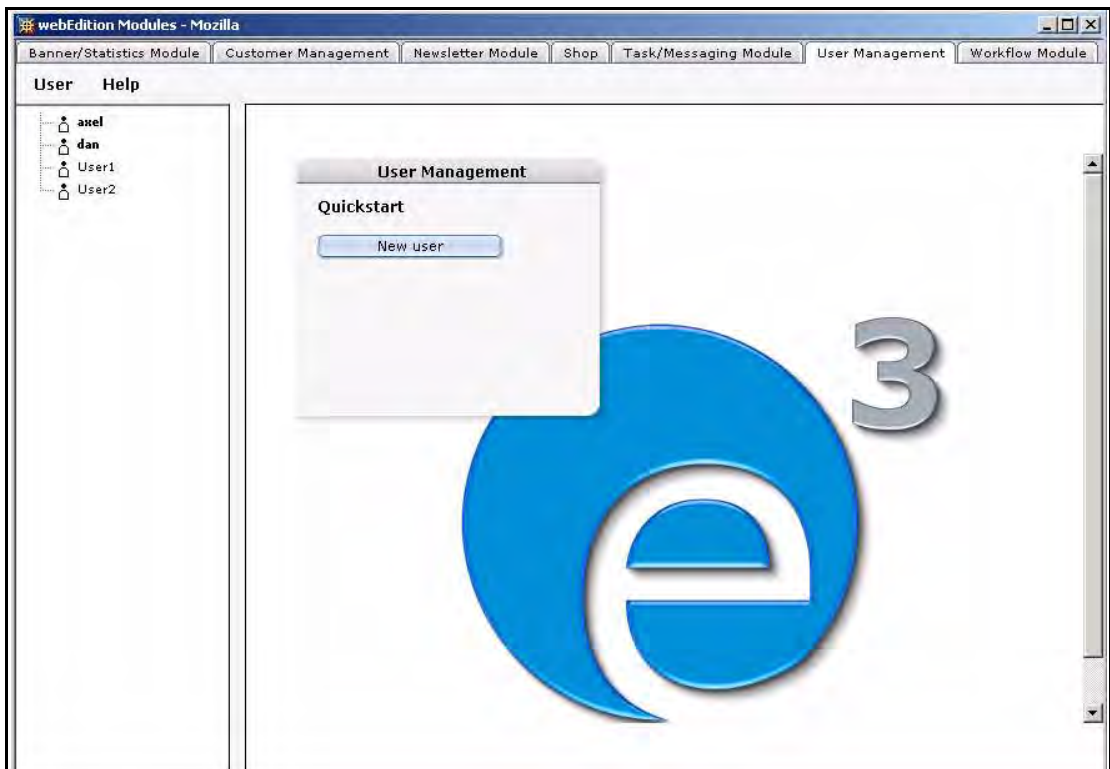 webEdition Modules - Mozilla
Banner/Statistics Module Customer Management Newsletter Module Shop Task/Messaging Module User Management Workflow Module
User Help
axel
dan
User1
User2
User Management
Quickstart
New user
e 3